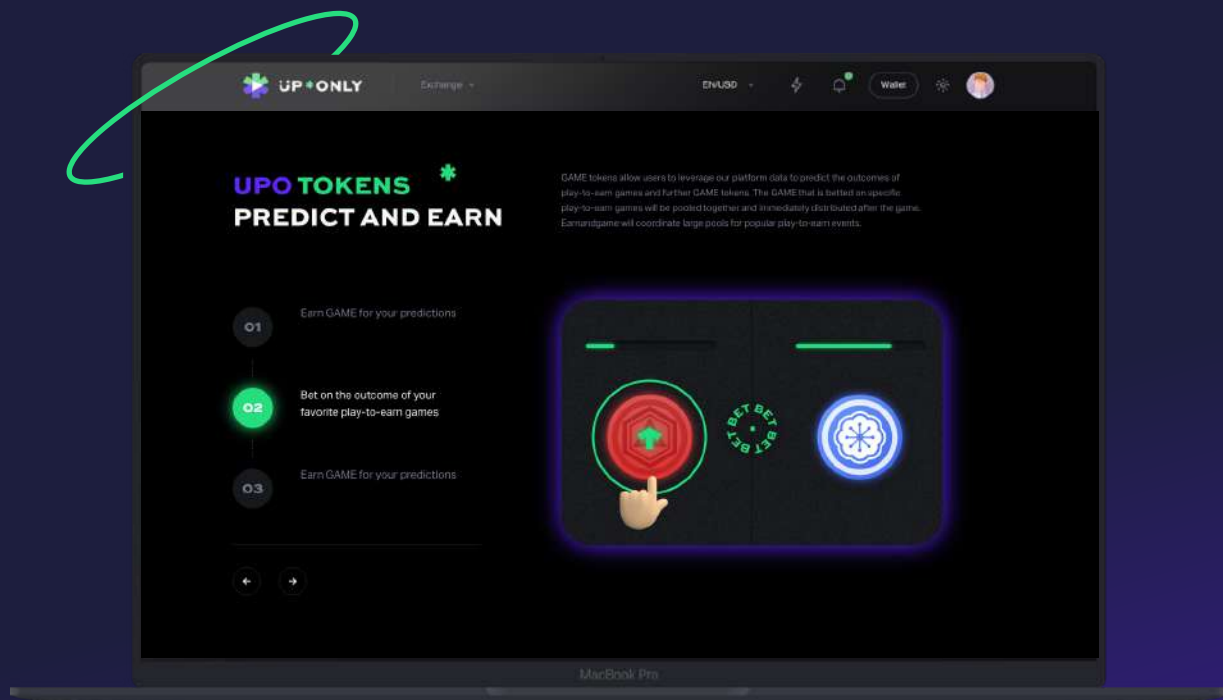 UP*ONLY
Exchange
EN/USD
Wallet
UPO TOKENS *
PREDICT AND EARN
GAME tokens allow users to leverage our platform data to predict the outcomes of
play-to-earn games and further GAME tokens. The GAME that is betted on specific
play-to-earn games will be pooled together and immediately distributed after the game.
Earnandgame will coordinate large pools for popular play-to-earn events.
01
Earn GAME for your predictions
02
Bet on the outcome of your
favorite play-to-earn games
03
Earn GAME for your predictions
BET BET BET BET
MacBook Pro